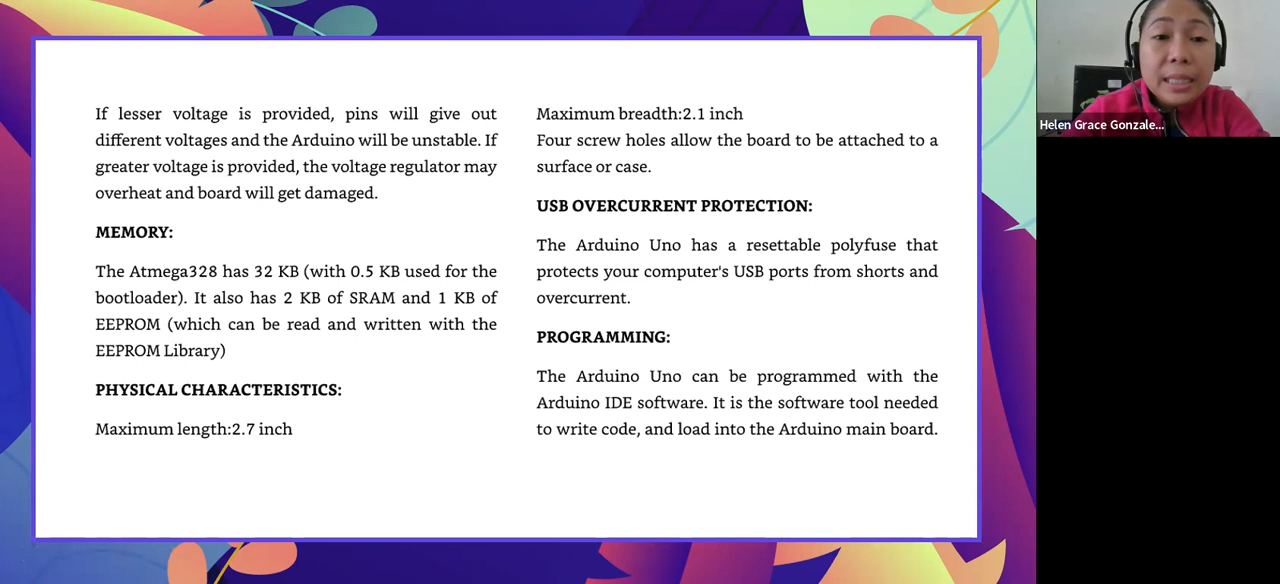 If lesser voltage is provided, pins will give out
different voltages and the Arduino will be unstable. If
greater voltage is provided, the voltage regulator may
overheat and board will get damaged.
MEMORY:
The Atmega328 has 32 KB (with 0.5 KB used for the
bootloader). It also has 2 KB of SRAM and 1 KB of
EEPROM (which can be read and written with the
EEPROM Library)
PHYSICAL CHARACTERISTICS:
Maximum length:2.7 inch
Maximum breadth:2.1 inch
Four screw holes allow the board to be attached to a
surface or case.
USB OVERCURRENT PROTECTION:
The Arduino Uno has a resettable polyfuse that
protects your computer's USB ports from shorts and
overcurrent.
PROGRAMMING:
The Arduino Uno can be programmed with the
Arduino IDE software. It is the software tool needed
to write code, and load into the Arduino main board.
Helen Grace Gonzale...